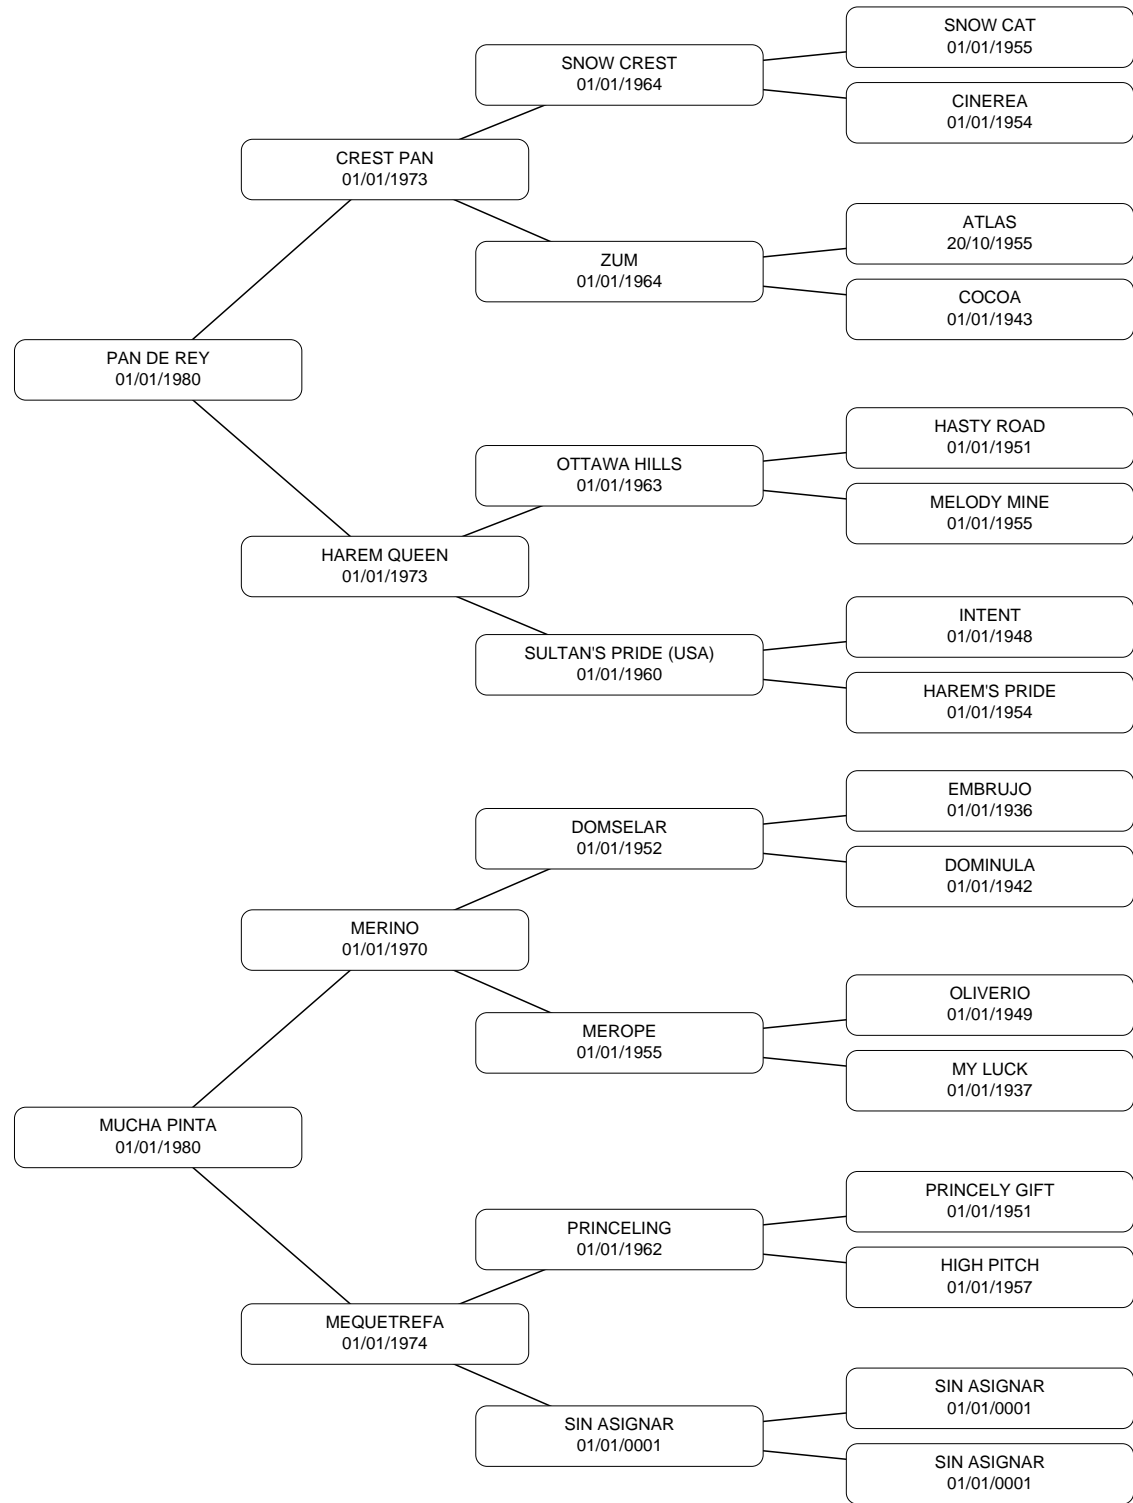 SNOW CAT
01/01/1955
SNOW CREST
01/01/1964
CINEREA
01/01/1954
CREST PAN
01/01/1973
ATLAS
20/10/1955
ZUM
01/01/1964
COCOA
01/01/1943
PAN DE REY
01/01/1980
HASTY ROAD
01/01/1951
OTTAWA HILLS
01/01/1963
MELODY MINE
01/01/1955
HAREM QUEEN
01/01/1973
INTENT
01/01/1948
SULTAN'S PRIDE (USA)
01/01/1960
HAREM'S PRIDE
01/01/1954
EMBRUJO
01/01/1936
DOMSELAR
01/01/1952
DOMINULA
01/01/1942
MERINO
01/01/1970
OLIVERIO
01/01/1949
MEROPE
01/01/1955
MY LUCK
01/01/1937
MUCHA PINTA
01/01/1980
PRINCELY GIFT
01/01/1951
PRINCELING
01/01/1962
HIGH PITCH
01/01/1957
MEQUETREFA
01/01/1974
SIN ASIGNAR
01/01/0001
SIN ASIGNAR
01/01/0001
SIN ASIGNAR
01/01/0001